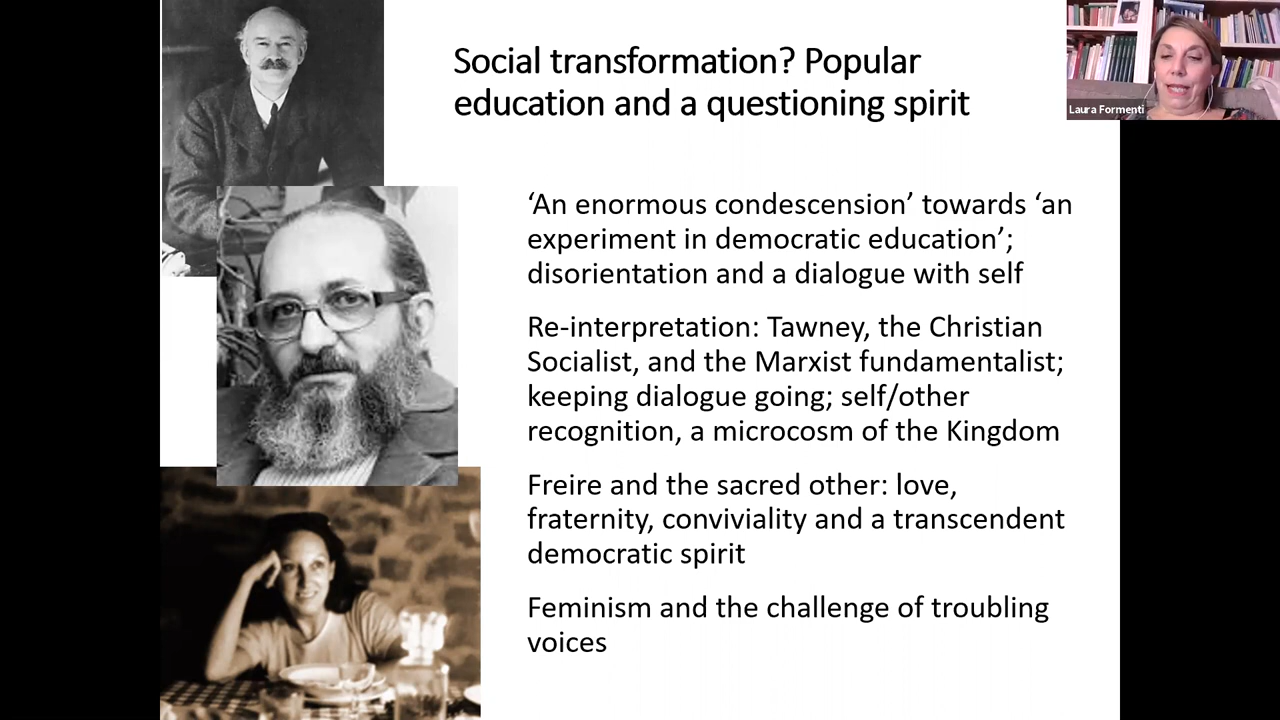 Social transformation? Popular
education and a questioning spirit
Laura Formenti
‘An enormous condescension’ towards ‘an
experiment in democratic education’;
disorientation and a dialogue with self
Re-interpretation: Tawney, the Christian
Socialist, and the Marxist fundamentalist;
keeping dialogue going; self/other
recognition, a microcosm of the Kingdom
Freire and the sacred other: love,
fraternity, conviviality and a transcendent
democratic spirit
Feminism and the challenge of troubling
voices